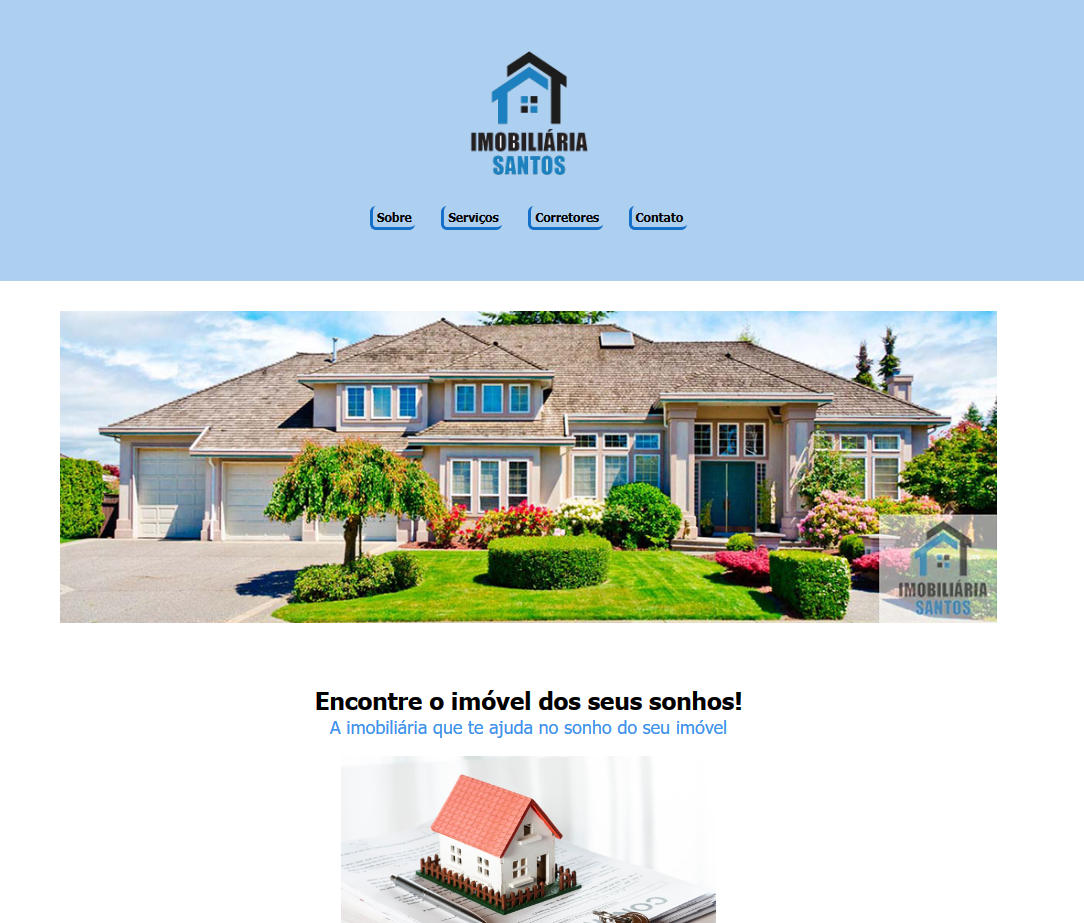 IMOBILIÁRIA
SANTOS
Sobre
Serviços
Corretores
Contato
IMOBILIÁRIA
SANTOS
Encontre o imóvel dos seus sonhos!
A imobiliária que te ajuda no sonho do seu imóvel